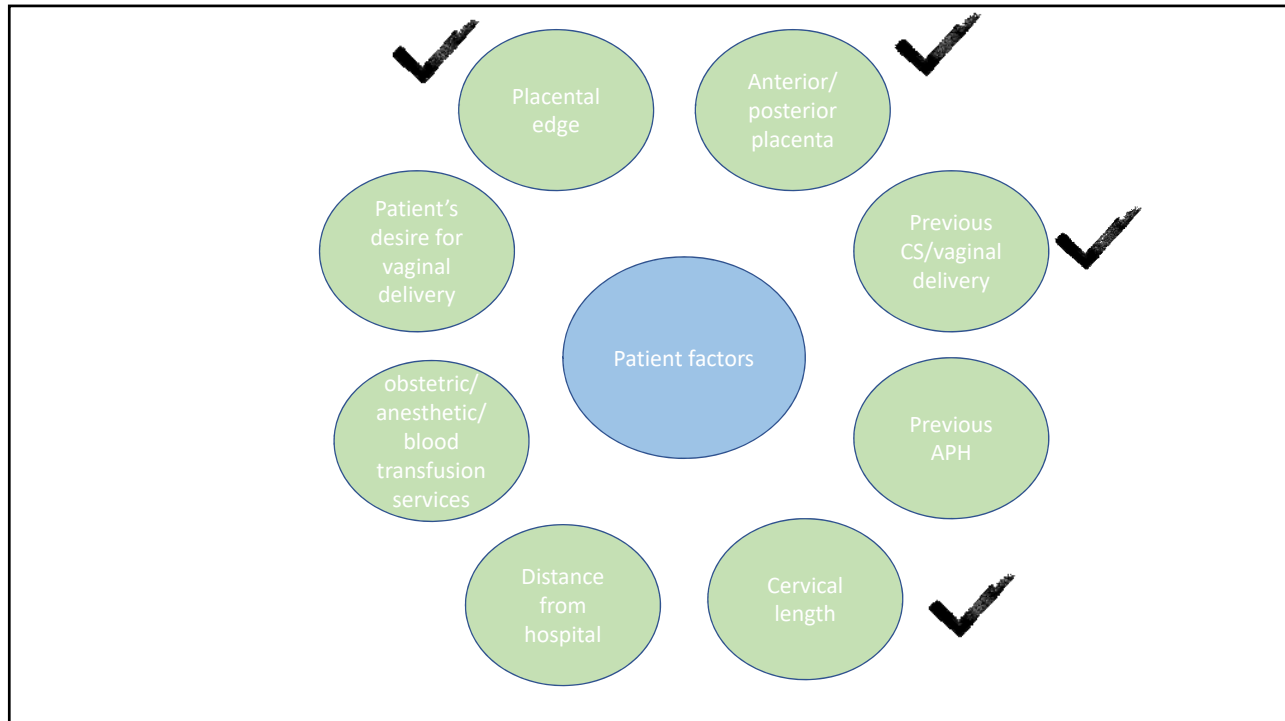 Placental
edge
Anterior/
posterior
placenta
Patient's
desire for
vaginal
delivery
Previous
CS/vaginal
delivery
Patient factors
obstetric/
anesthetic/
blood
transfusion
services
Previous
APH
Distance
from
hospital
Cervical
length